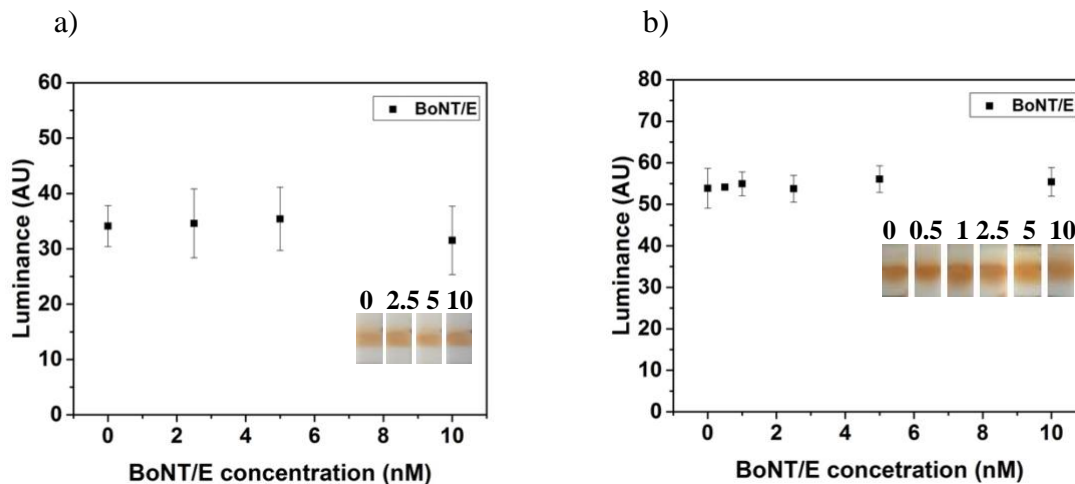 a)
60
50
40
30
20
10
0
Luminance (AU)
BoNT/E
0 2.5 5 10
0 2 4 6 8 10
BoNT/E concentration (nM)
b)
80
70
60
50
40
30
20
10
0
Luminance (AU)
BoNT/E
0 0.5 1 2.5 5 10
0 2 4 6 8 10
BoNT/E concetration (nM)